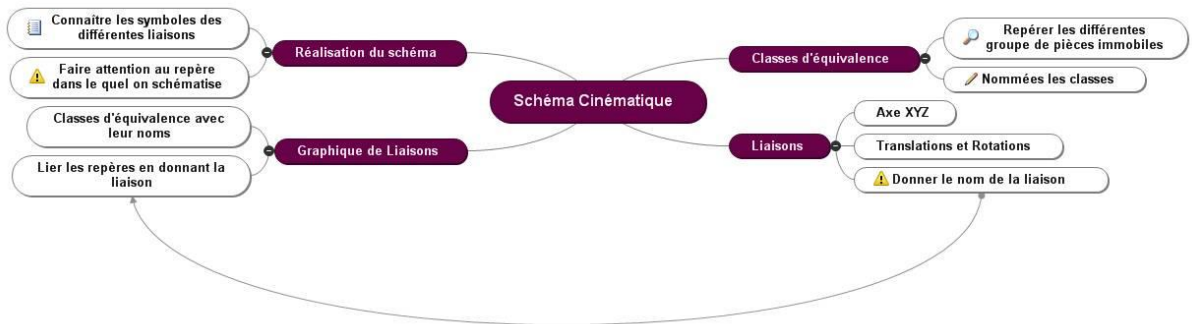 Schéma Cinématique
Classes d'équivalence
Repérer les différentes
groupe de pièces immobiles
Nommées les classes
Liaisons
Axe XYZ
Translations et Rotations
Donner le nom de la liaison
Graphique de Liaisons
Classes d'équivalence avec
leur noms
Lier les repères en donnant la
liaison
Réalisation du schéma
Connaître les symboles des
différentes liaisons
Faire attention au repère
dans le quel on schématise